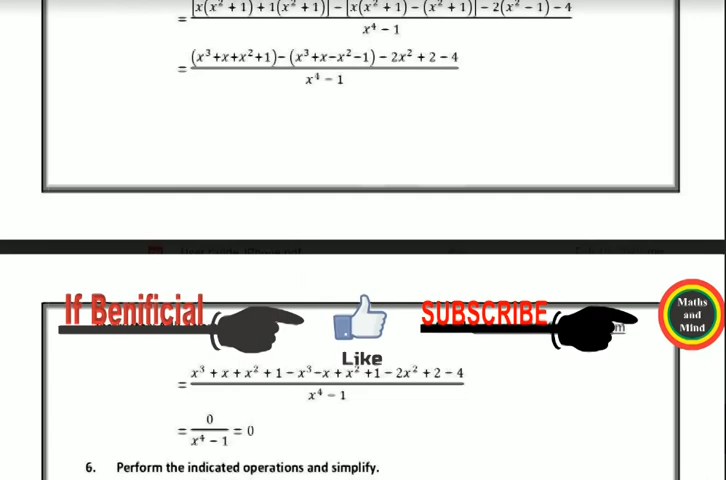 = [x(x² + 1) + 1(x² + 1)] − [x(x² + 1) − (x² + 1)] − 2(x² − 1) − 4 / x⁴ − 1
= (x³+x+x²+1)−(x³+x−x²−1) − 2x² + 2 − 4 / x⁴ − 1
If Benificial
SUBSCRIBE
Maths
and
Mind
Like
= x³ + x + x² + 1 − x³−x + x² +1 − 2x² + 2 − 4 / x⁴ − 1
= 0 / x⁴ − 1 = 0
6. Perform the indicated operations and simplify.